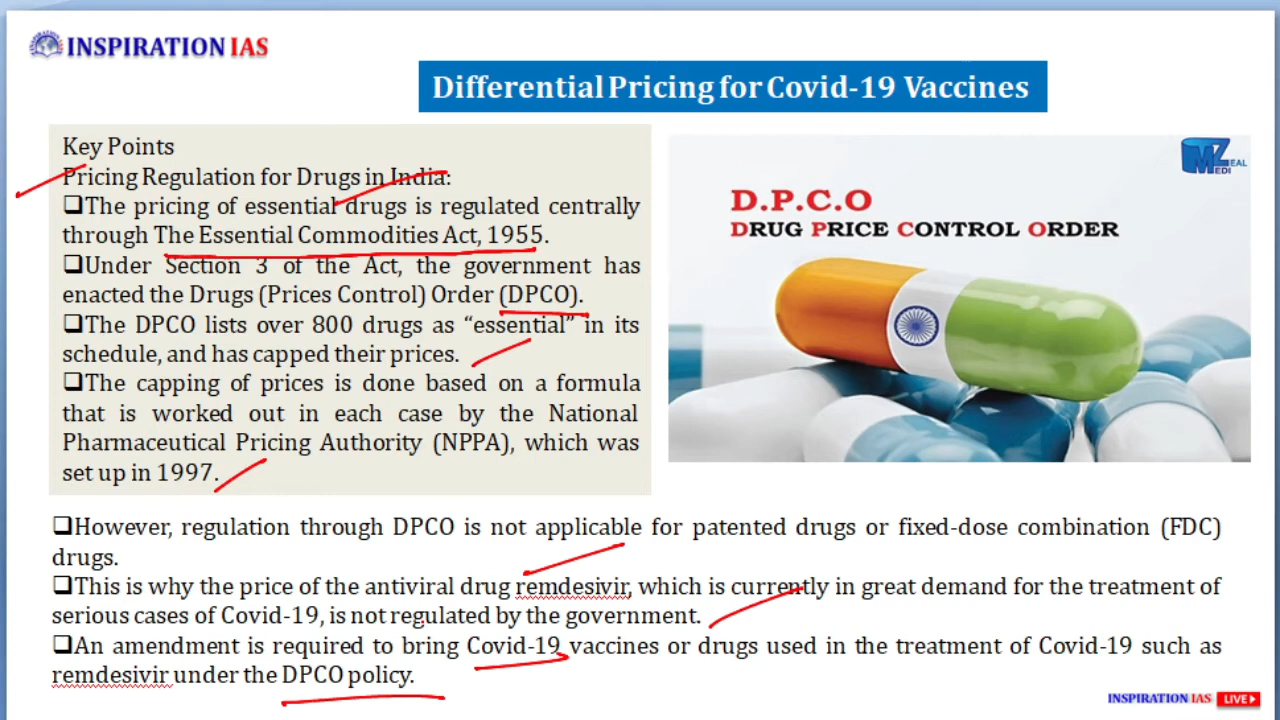 INSPIRATION IAS
Differential Pricing for Covid-19 Vaccines
Key Points
Pricing Regulation for Drugs in India:
❑The pricing of essential drugs is regulated centrally
through The Essential Commodities Act, 1955.
❑Under Section 3 of the Act, the government has
enacted the Drugs (Prices Control) Order (DPCO).
❑The DPCO lists over 800 drugs as “essential” in its
schedule, and has capped their prices.
❑The capping of prices is done based on a formula
that is worked out in each case by the National
Pharmaceutical Pricing Authority (NPPA), which was
set up in 1997.
MZ EAL
EDI
D.P.C.O
DRUG PRICE CONTROL ORDER
❑However, regulation through DPCO is not applicable for patented drugs or fixed-dose combination (FDC)
drugs.
❑This is why the price of the antiviral drug remdesivir, which is currently in great demand for the treatment of
serious cases of Covid-19, is not regulated by the government.
❑An amendment is required to bring Covid-19 vaccines or drugs used in the treatment of Covid-19 such as
remdesivir under the DPCO policy.
INSPIRATION IAS LIVE